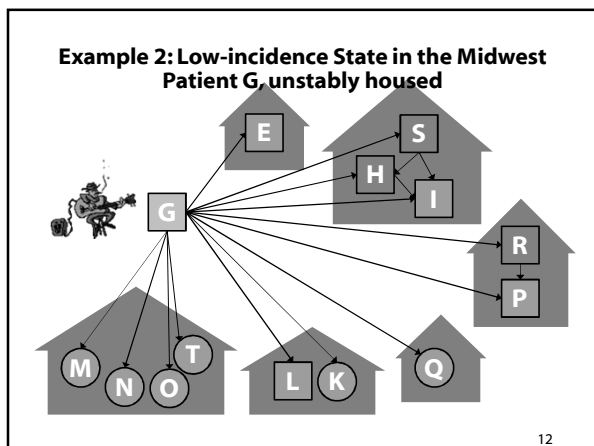 Example 2: Low-incidence State in the Midwest
Patient G, unstably housed
E
S
H
I
G
R
P
M
N
O
T
L
K
Q
12